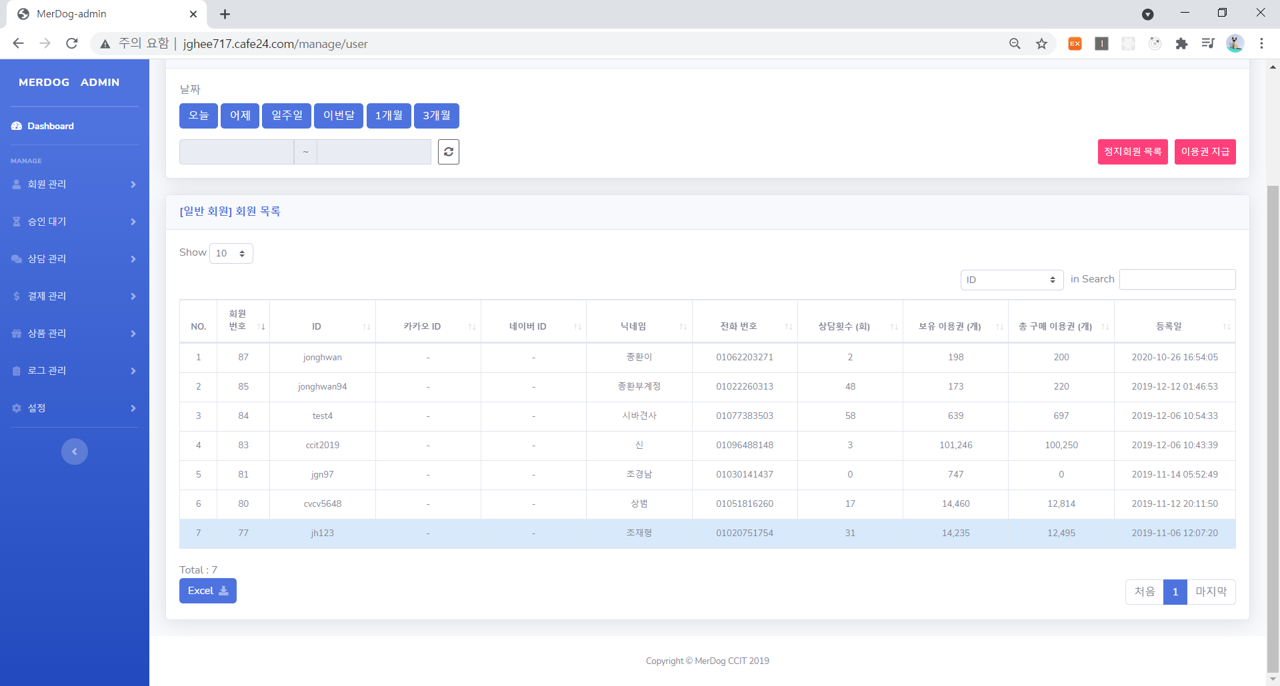 MerDog-admin
주의 요함 | jghee717.cafe24.com/manage/user
EX
MERDOG ADMIN
Dashboard
MANAGE
회원 관리
승인 대기
상담 관리
결제 관리
상품 관리
로그 관리
설정
날짜
오늘 어제 일주일 이번달 1개월 3개월
~
정지회원 목록 이용권 지급
[일반 회원] 회원 목록
Show 10
ID in Search
NO. 회원 번호 ID 카카오 ID 네이버 ID 닉네임 전화 번호 상담횟수 (회) 보유 이용권 (개) 총 구매 이용권 (개) 등록일
1 87 jonghwan - - 종환이 01062203271 2 198 200 2020-10-26 16:54:05
2 85 jonghwan94 - - 종환부계정 01022260313 48 173 220 2019-12-12 01:46:53
3 84 test4 - - 시바견사 01077383503 58 639 697 2019-12-06 10:54:33
4 83 ccit2019 - - 신 01096488148 3 101,246 100,250 2019-12-06 10:43:39
5 81 jgn97 - - 조경남 01030141437 0 747 0 2019-11-14 05:52:49
6 80 cvcv5648 - - 상범 01051816260 17 14,460 12,814 2019-11-12 20:11:50
7 77 jh123 - - 조재형 01020751754 31 14,235 12,495 2019-11-06 12:07:20
Total : 7
Excel
처음 1 마지막
Copyright © MerDog CCIT 2019